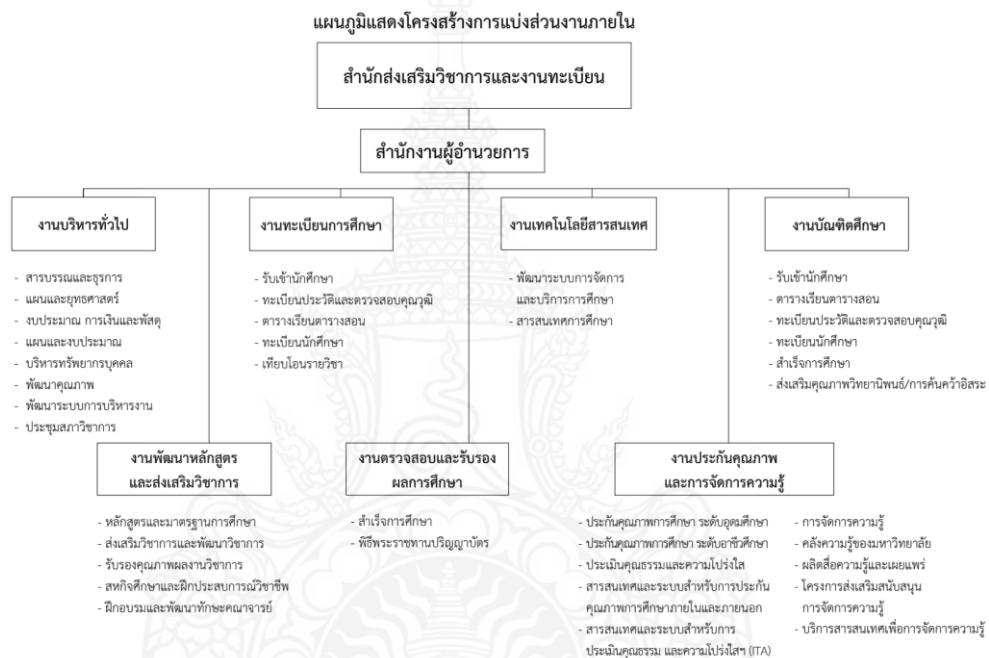 แผนภูมิแสดงโครงสร้างการแบ่งส่วนงานภายใน
สำนักส่งเสริมวิชาการและงานทะเบียน
สำนักงานผู้อำนวยการ
งานบริหารทั่วไป
- สารบรรณและธุรการ
- แผนและยุทธศาสตร์
- งบประมาณ การเงินและพัสดุ
- แผนและงบประมาณ
- บริหารทรัพยากรบุคคล
- พัฒนาคุณภาพ
- พัฒนาระบบการบริหารงาน
- ประชุมสภาวิชาการ
งานทะเบียนการศึกษา
- รับเข้านักศึกษา
- ทะเบียนประวัติและตรวจสอบคุณวุฒิ
- ตารางเรียนตารางสอน
- ทะเบียนนักศึกษา
- เทียบโอนรายวิชา
งานเทคโนโลยีสารสนเทศ
- พัฒนาระบบการจัดการ
และบริการการศึกษา
- สารสนเทศการศึกษา
งานบัณฑิตศึกษา
- รับเข้านักศึกษา
- ตารางเรียนตารางสอน
- ทะเบียนประวัติและตรวจสอบคุณวุฒิ
- ทะเบียนนักศึกษา
- สำเร็จการศึกษา
- ส่งเสริมคุณภาพวิทยานิพนธ์/การค้นคว้าอิสระ
งานพัฒนาหลักสูตร
และส่งเสริมวิชาการ
- หลักสูตรและมาตรฐานการศึกษา
- ส่งเสริมวิชาการและพัฒนาวิชาการ
- รับรองคุณภาพผลงานวิชาการ
- สหกิจศึกษาและฝึกประสบการณ์วิชาชีพ
- ฝึกอบรมและพัฒนาทักษะคณาจารย์
งานตรวจสอบและรับรอง
ผลการศึกษา
- สำเร็จการศึกษา
- พิธีพระราชทานปริญญาบัตร
งานประกันคุณภาพ
และการจัดการความรู้
- ประกันคุณภาพการศึกษา ระดับอุดมศึกษา
- ประกันคุณภาพการศึกษา ระดับอาชีวศึกษา
- ประเมินคุณธรรมและความโปร่งใส
- สารสนเทศและระบบสำหรับการประกัน
คุณภาพการศึกษาภายในและภายนอก
- สารสนเทศและระบบสำหรับการ
ประเมินคุณธรรม และความโปร่งใสฯ (ITA)
- การจัดการความรู้
- คลังความรู้ของมหาวิทยาลัย
- ผลิตสื่อความรู้และเผยแพร่
- โครงการส่งเสริมสนับสนุน
การจัดการความรู้
- บริการสารสนเทศเพื่อการจัดการความรู้